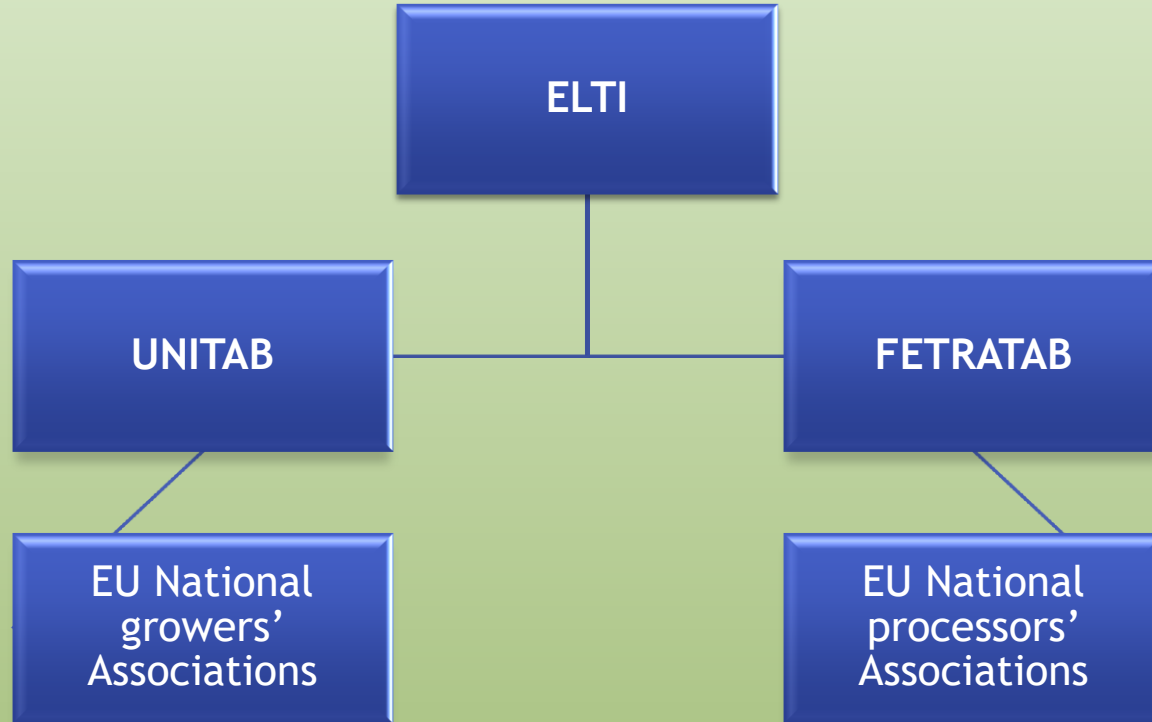 ELTI
UNITAB
FETRATAB
EU National
growers’
Associations
EU National
processors’
Associations